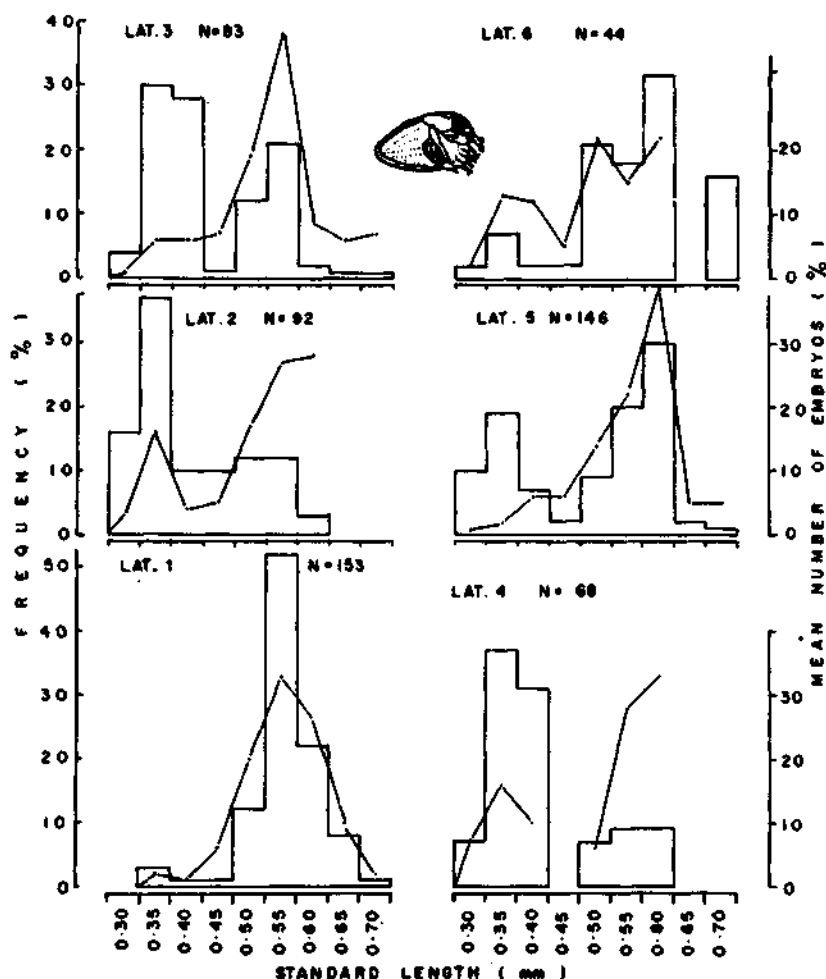 LAT. 3 N=83
40
30
20
10
0
LAT. 6 N=44
20
10
0
LAT. 2 N=92
30
20
10
0
LAT. 5 N=146
30
20
10
0
LAT. 1 N=153
50
40
30
20
10
0
LAT. 4 N= 68
30
20
10
0
FREQUENCY (%)
MEAN NUMBER OF EMBRYOS (%)
0·30 0·35 0·40 0·45 0·50 0·55 0·60 0·65 0·70
0·30 0·35 0·40 0·45 0·50 0·55 0·60 0·65 0·70
STANDARD LENGTH (mm)